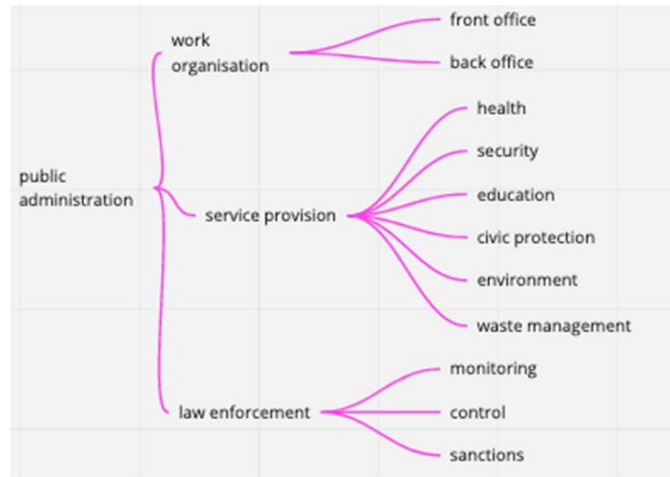 public
administration
work
organisation
front office
back office
service provision
health
security
education
civic protection
environment
waste management
law enforcement
monitoring
control
sanctions